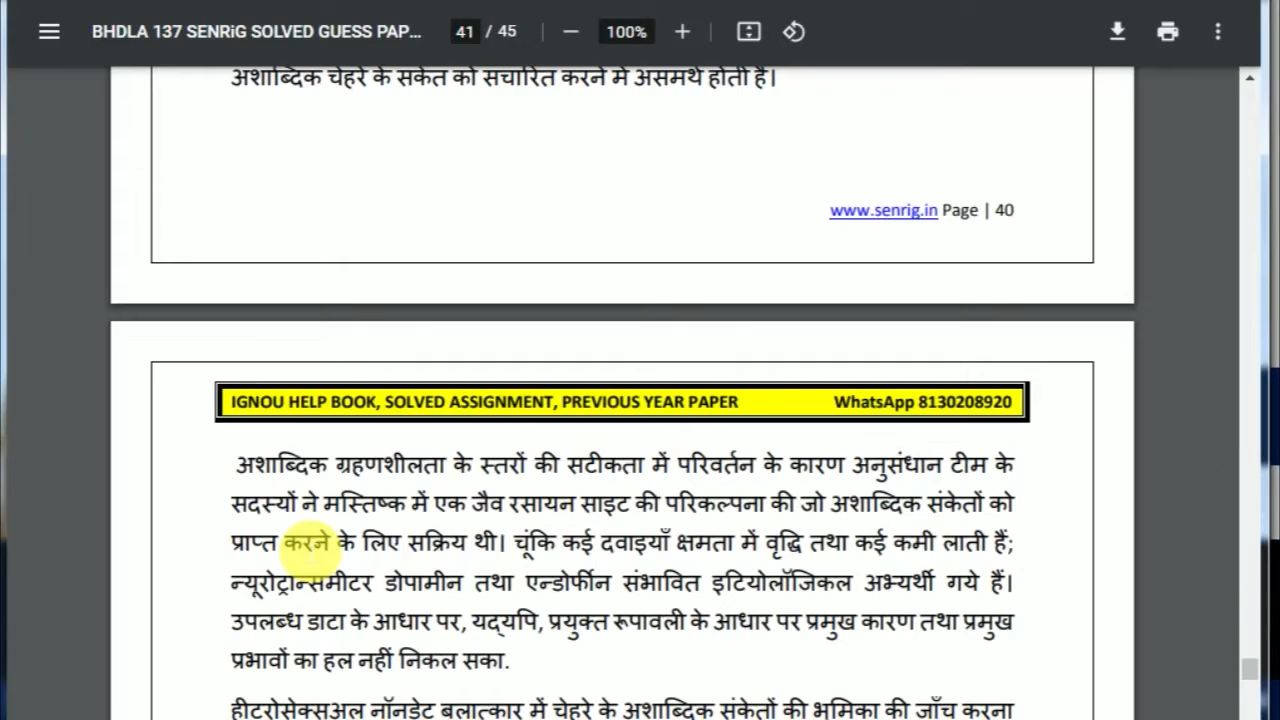 BHDLA 137 SENRiG SOLVED GUESS PAP...
41 / 45
100%
अशाब्दिक चेहरे के संकेत को संचारित करने में असमर्थ होती है।
www.senrig.in Page | 40
IGNOU HELP BOOK, SOLVED ASSIGNMENT, PREVIOUS YEAR PAPER WhatsApp 8130208920
अशाब्दिक ग्रहणशीलता के स्तरों की सटीकता में परिवर्तन के कारण अनुसंधान टीम के
सदस्यों ने मस्तिष्क में एक जैव रसायन साइट की परिकल्पना की जो अशाब्दिक संकेतों को
प्राप्त करने के लिए सक्रिय थी। चूंकि कई दवाइयाँ क्षमता में वृद्धि तथा कई कमी लाती हैं;
न्यूरोट्रान्समीटर डोपामीन तथा एन्डोर्फीन संभावित इटियोलॉजिकल अभ्यर्थी गये हैं।
उपलब्ध डाटा के आधार पर, यद्यपि, प्रयुक्त रूपावली के आधार पर प्रमुख कारण तथा प्रमुख
प्रभावों का हल नहीं निकल सका.
हीटरोसेक्सअल नॉनडेट बलात्कार में चेहरे के अशाब्दिक संकेतों की भूमिका की जाँच करना